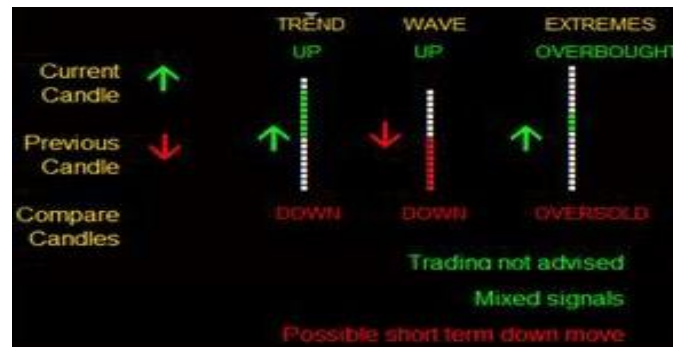 TREND WAVE EXTREMES
UP UP OVERBOUGHT
Current
Candle
Previous
Candle
DOWN DOWN OVERSOLD
Compare
Candles
Trading not advised
Mixed signals
Possible short term down move